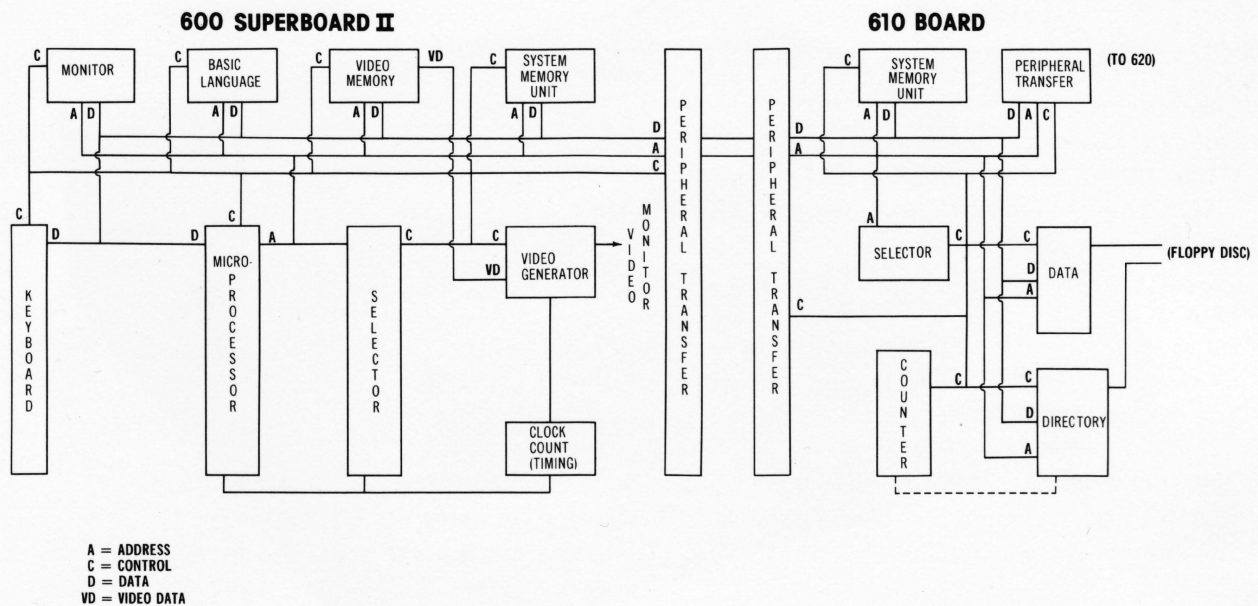 600 SUPERBOARD II
610 BOARD
C
MONITOR
A D
C
BASIC
LANGUAGE
A D
C
VIDEO
MEMORY
VD
A D
C
SYSTEM
MEMORY
UNIT
A D
D
A
C
PERIPHERAL TRANSFER
PERIPHERAL TRANSFER
D
A
C
C
SYSTEM
MEMORY
UNIT
A D
PERIPHERAL
TRANSFER
D A C
(TO 620)
C
KEYBOARD
D
D
C
MICRO-
PROCESSOR
A
SELECTOR
C
C
VD
VIDEO
GENERATOR
VIDEO
MONITOR
CLOCK
COUNT
(TIMING)
A
SELECTOR
C
C
D
A
DATA
(FLOPPY DISC)
COUNTER
C
C
D
A
DIRECTORY
A = ADDRESS
C = CONTROL
D = DATA
VD = VIDEO DATA